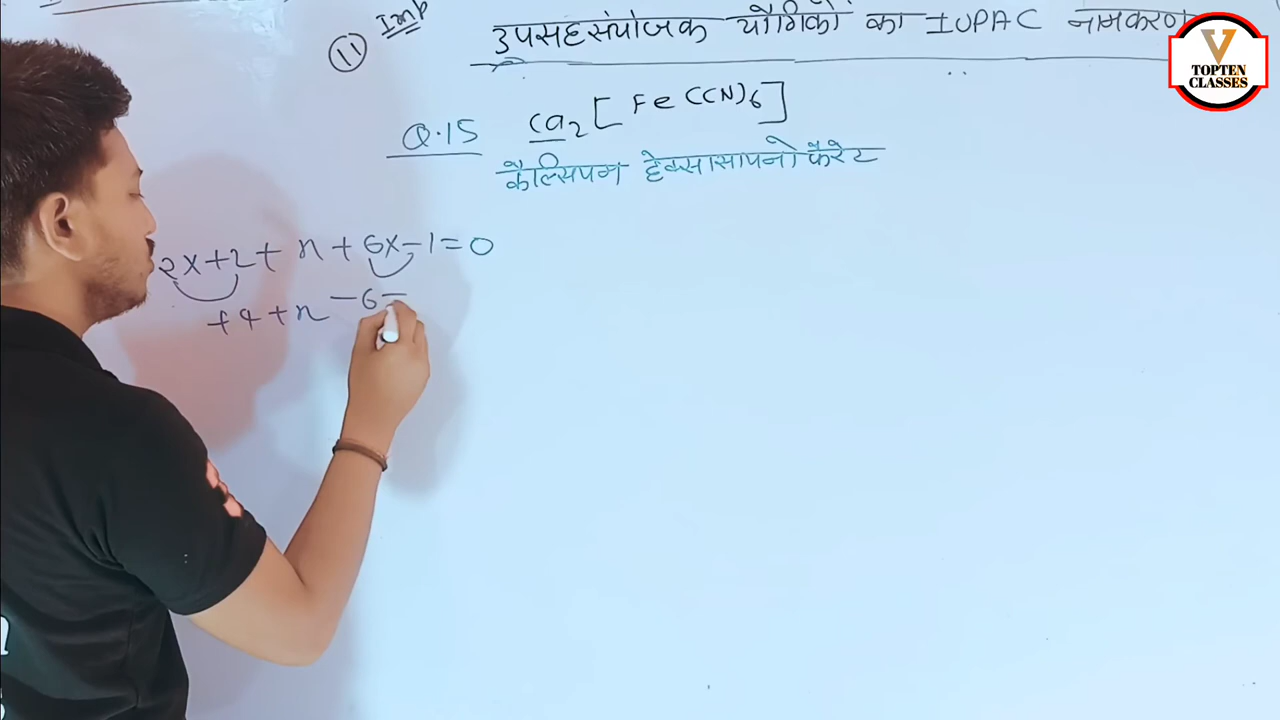 Imp
(11) उपसहसंयोजक यौगिकों का IUPAC नामकरण
V
TOPTEN
CLASSES
Q.15 Ca2[Fe(CN)6]
कैल्सियम हेक्सासायनो फैरेट
2x+2+n+6x-1=0
+4+n-6=